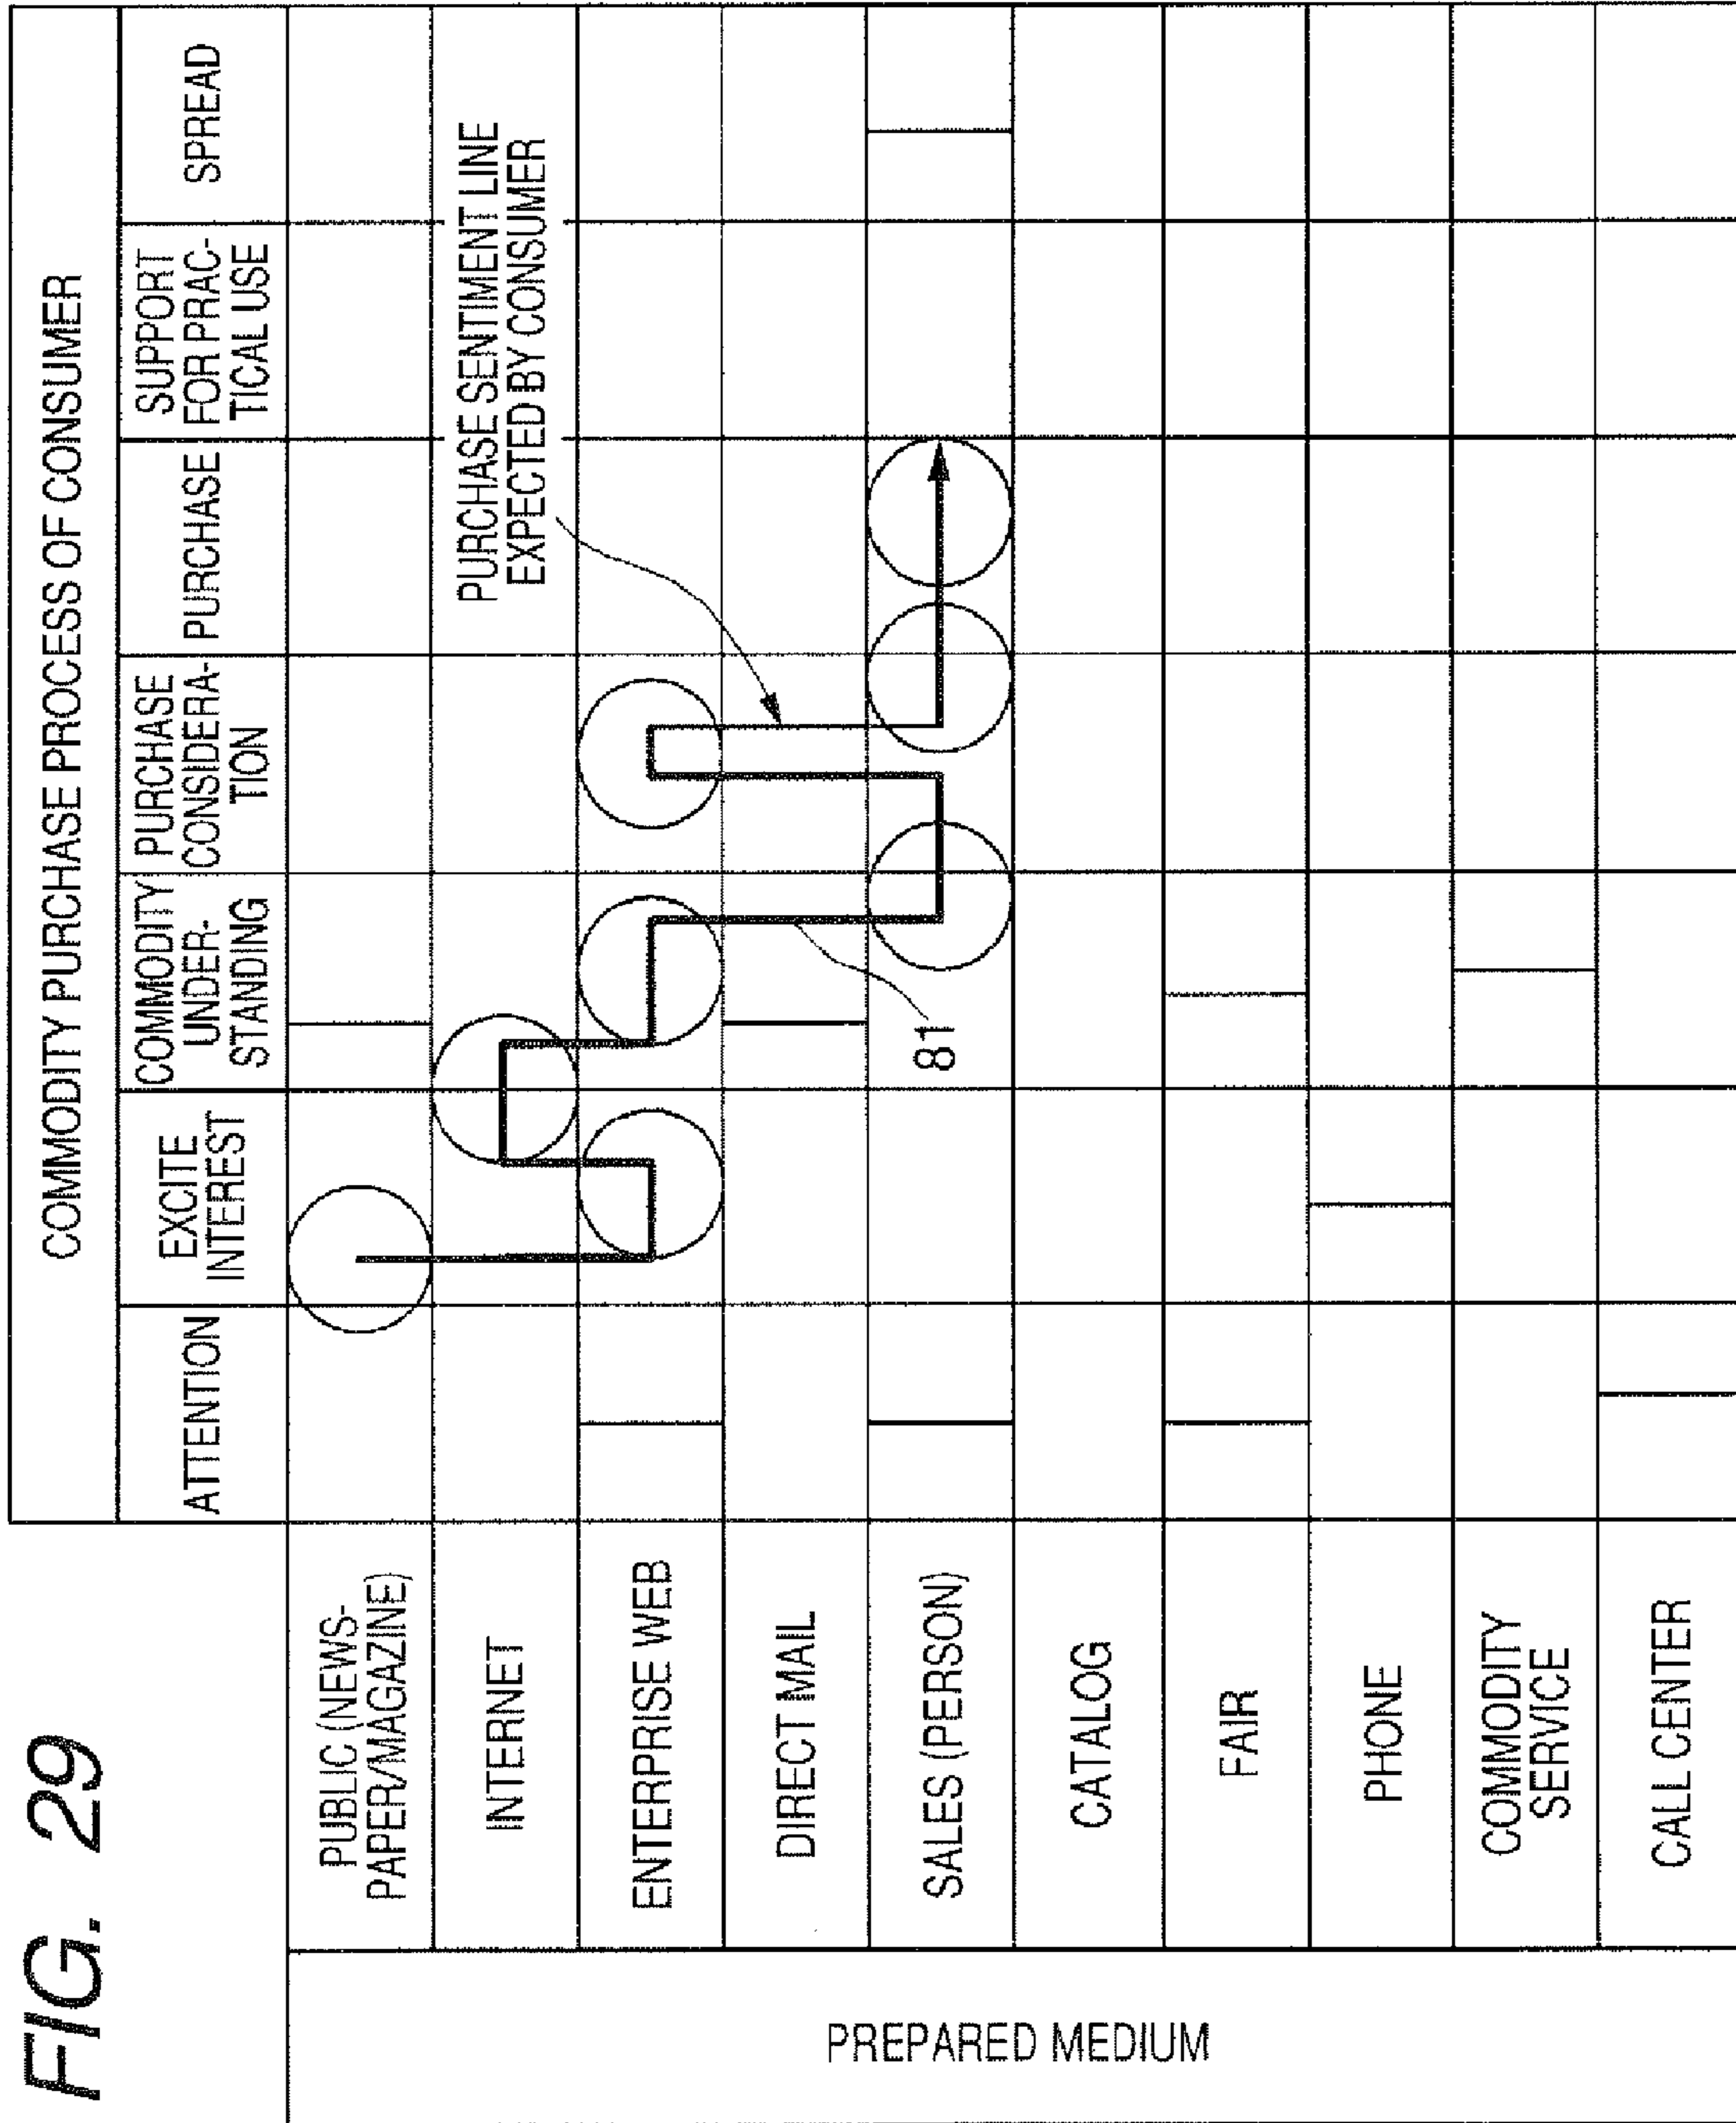 FIG. 29
COMMODITY PURCHASE PROCESS OF CONSUMER
ATTENTION
EXCITE
INTEREST
COMMODITY
UNDER-
STANDING
PURCHASE
CONSIDERA-
TION
PURCHASE
SUPPORT
FOR PRAC-
TICAL USE
SPREAD
PREPARED MEDIUM
PUBLIC (NEWS-
PAPER/MAGAZINE)
INTERNET
ENTERPRISE WEB
DIRECT MAIL
SALES (PERSON)
CATALOG
FAIR
PHONE
COMMODITY
SERVICE
CALL CENTER
PURCHASE SENTIMENT LINE
EXPECTED BY CONSUMER
81